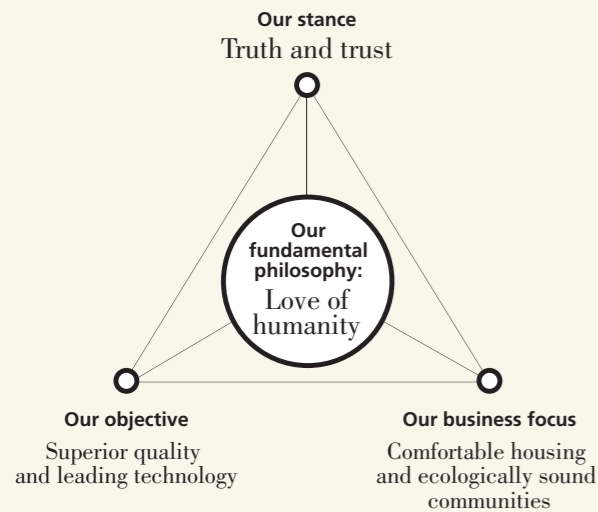 Our stance
Truth and trust
Our
fundamental
philosophy:
Love of
humanity
Our objective
Superior quality
and leading technology
Our business focus
Comfortable housing
and ecologically sound
communities